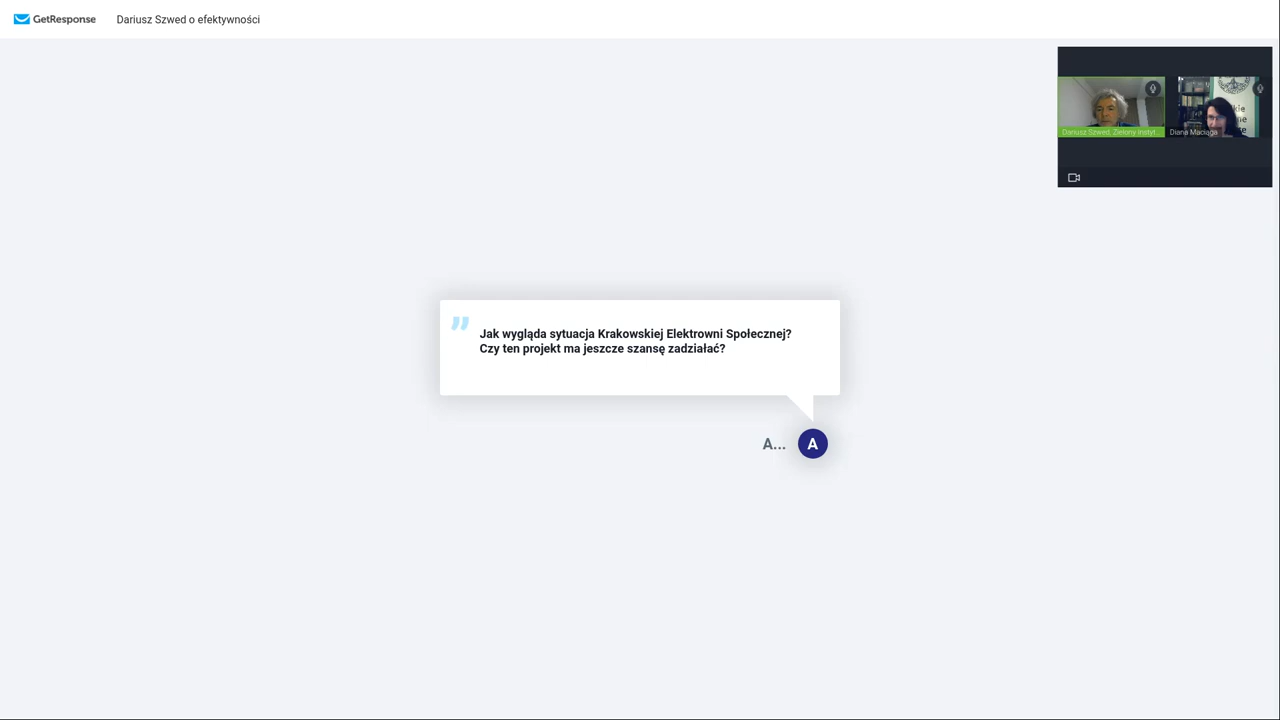 GetResponse
Dariusz Szwed o efektywności
Dariusz Szwed, Zielony Instyt...
Diana Maciąga
Jak wygląda sytuacja Krakowskiej Elektrowni Społecznej?
Czy ten projekt ma jeszcze szansę zadziałać?
A... A